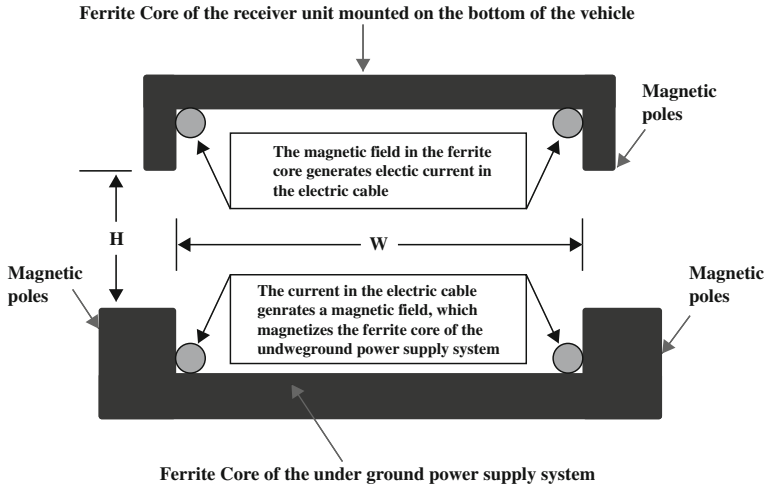 Ferrite Core of the receiver unit mounted on the bottom of the vehicle
Magnetic
poles
The magnetic field in the ferrite
core generates electic current in
the electric cable
H
W
Magnetic
poles
Magnetic
poles
The current in the electric cable
genrates a magnetic field, which
magnetizes the ferrite core of the
undweground power supply system
Ferrite Core of the under ground power supply system